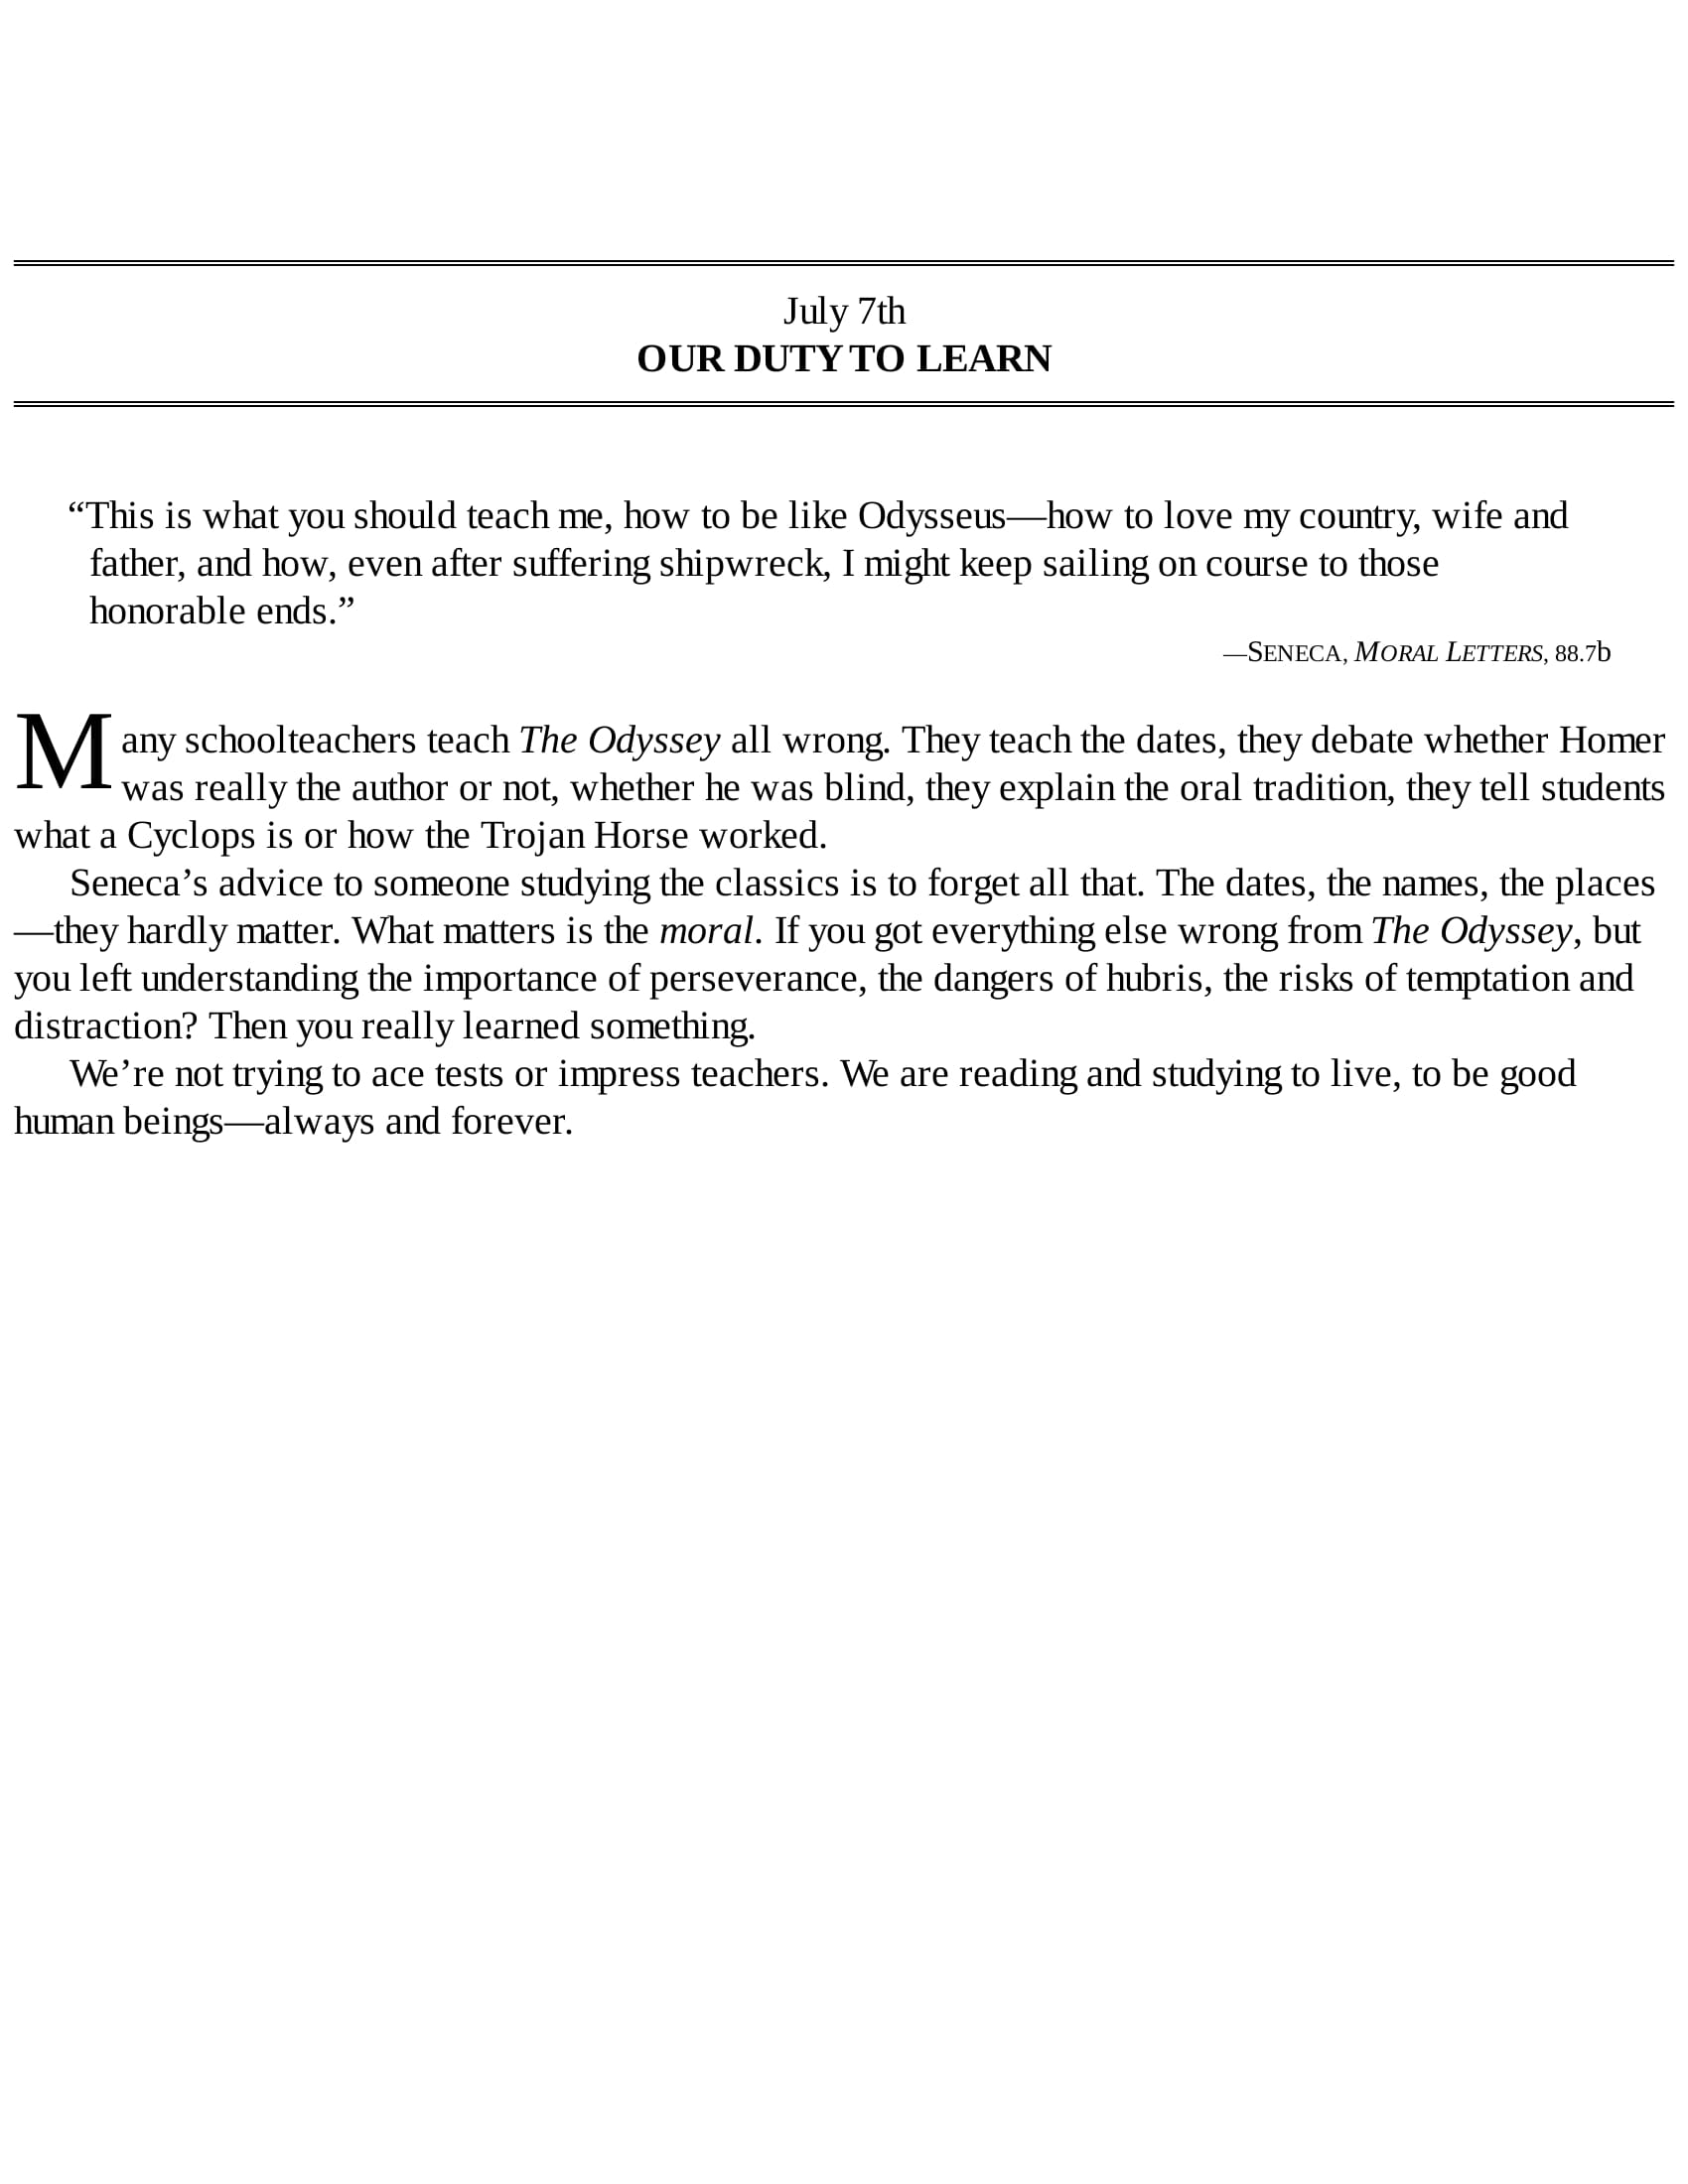 July 7th
OUR DUTY TO LEARN
“This is what you should teach me, how to be like Odysseus—how to love my country, wife and
father, and how, even after suffering shipwreck, I might keep sailing on course to those
honorable ends.”
—SENECA, MORAL LETTERS, 88.7b
Many schoolteachers teach The Odyssey all wrong. They teach the dates, they debate whether Homer
was really the author or not, whether he was blind, they explain the oral tradition, they tell students
what a Cyclops is or how the Trojan Horse worked.
Seneca’s advice to someone studying the classics is to forget all that. The dates, the names, the places
—they hardly matter. What matters is the moral. If you got everything else wrong from The Odyssey, but
you left understanding the importance of perseverance, the dangers of hubris, the risks of temptation and
distraction? Then you really learned something.
We’re not trying to ace tests or impress teachers. We are reading and studying to live, to be good
human beings—always and forever.